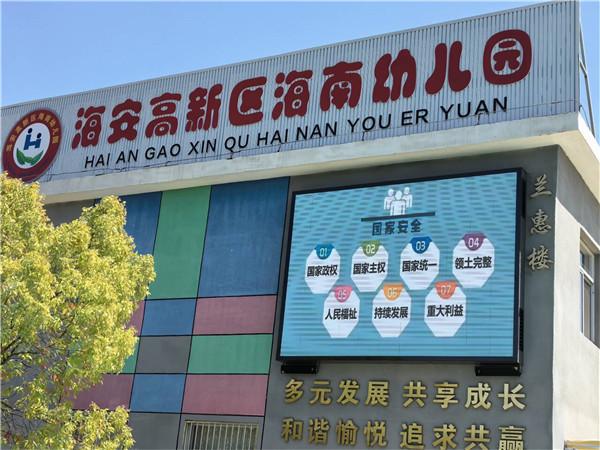 海安高新区海南幼儿园
HAI AN GAO XIN QU HAI NAN YOU ER YUAN
兰惠楼
国家安全
01 02 03 04
国家政权 国家主权 国家统一 领土完整
05 06 07
人民福祉 持续发展 重大利益
多元发展 共享成长
和谐愉悦 追求共赢